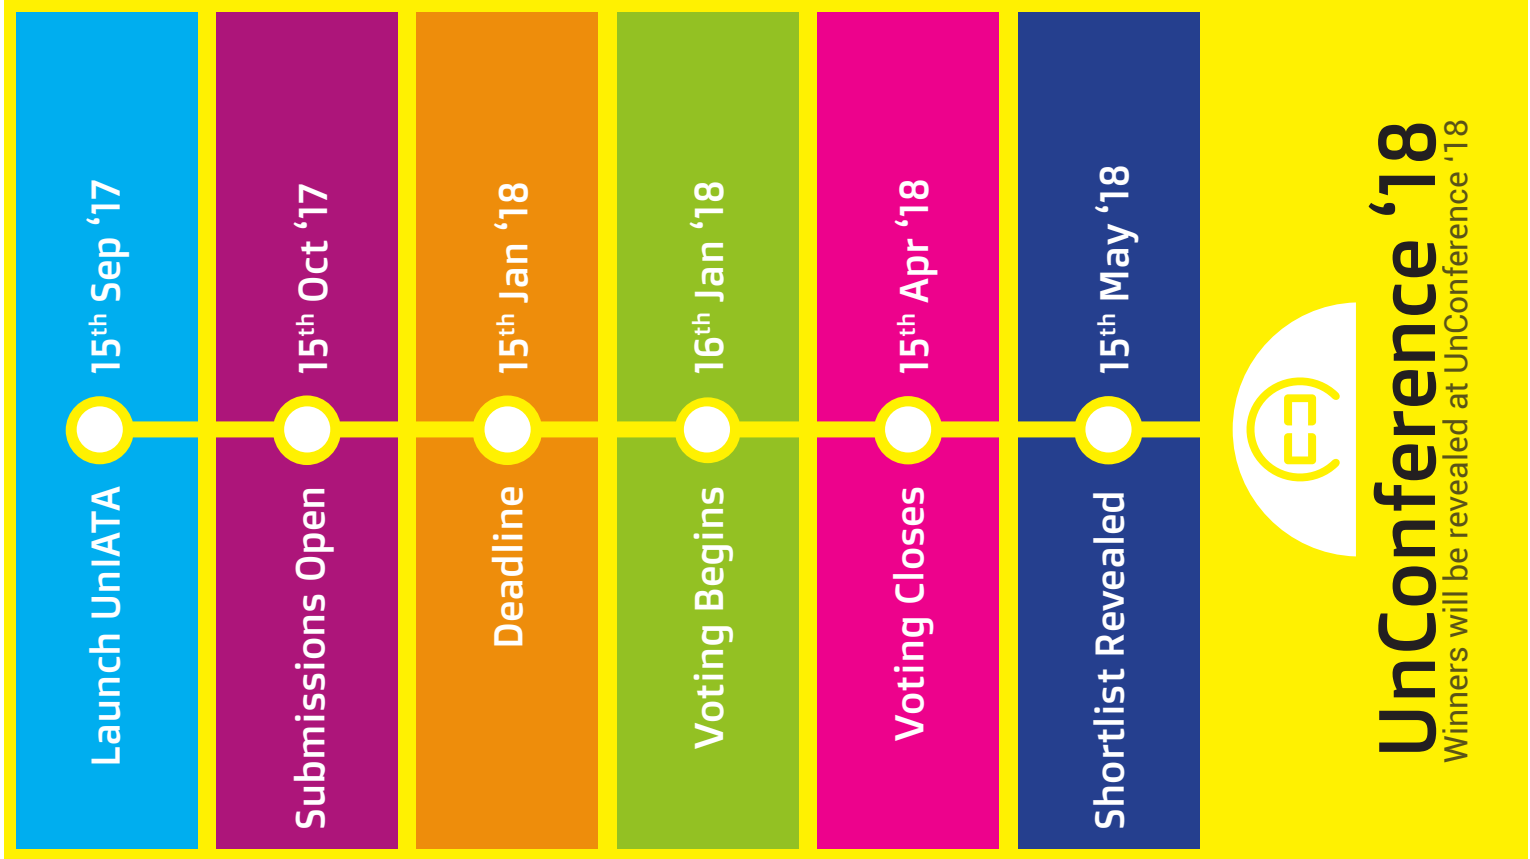 Launch UnIATA 15th Sep ‘17
Submissions Open 15th Oct ‘17
Deadline 15th Jan ‘18
Voting Begins 16th Jan ‘18
Voting Closes 15th Apr ‘18
Shortlist Revealed 15th May ‘18
UnConference ‘18
Winners will be revealed at UnConference ‘18